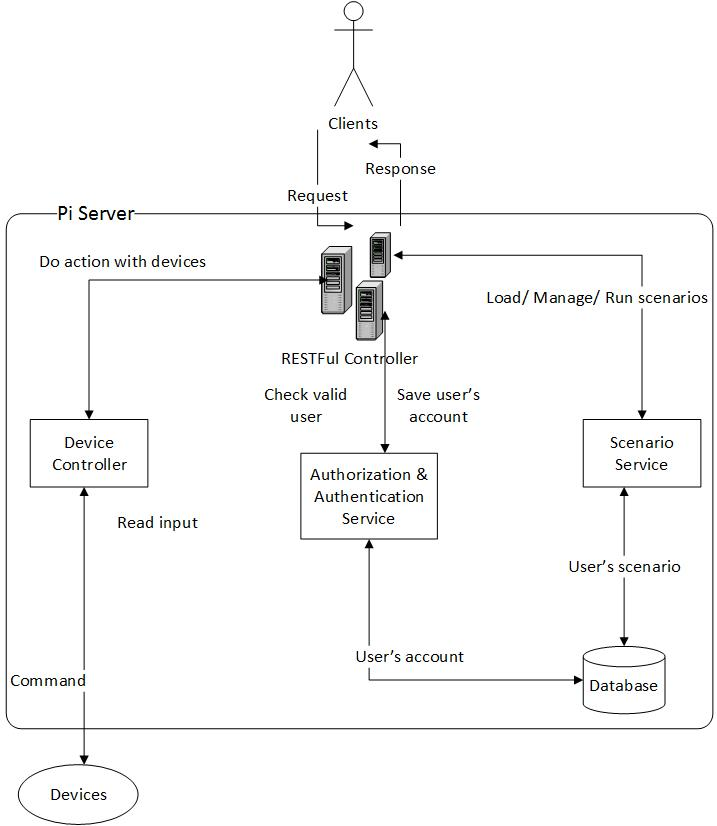 Clients
Response
Request
Pi Server
Do action with devices
Load/ Manage/ Run scenarios
RESTFul Controller
Check valid
user
Save user’s
account
Device
Controller
Authorization &
Authentication
Service
Scenario
Service
Read input
User’s scenario
User’s account
Command
Database
Devices